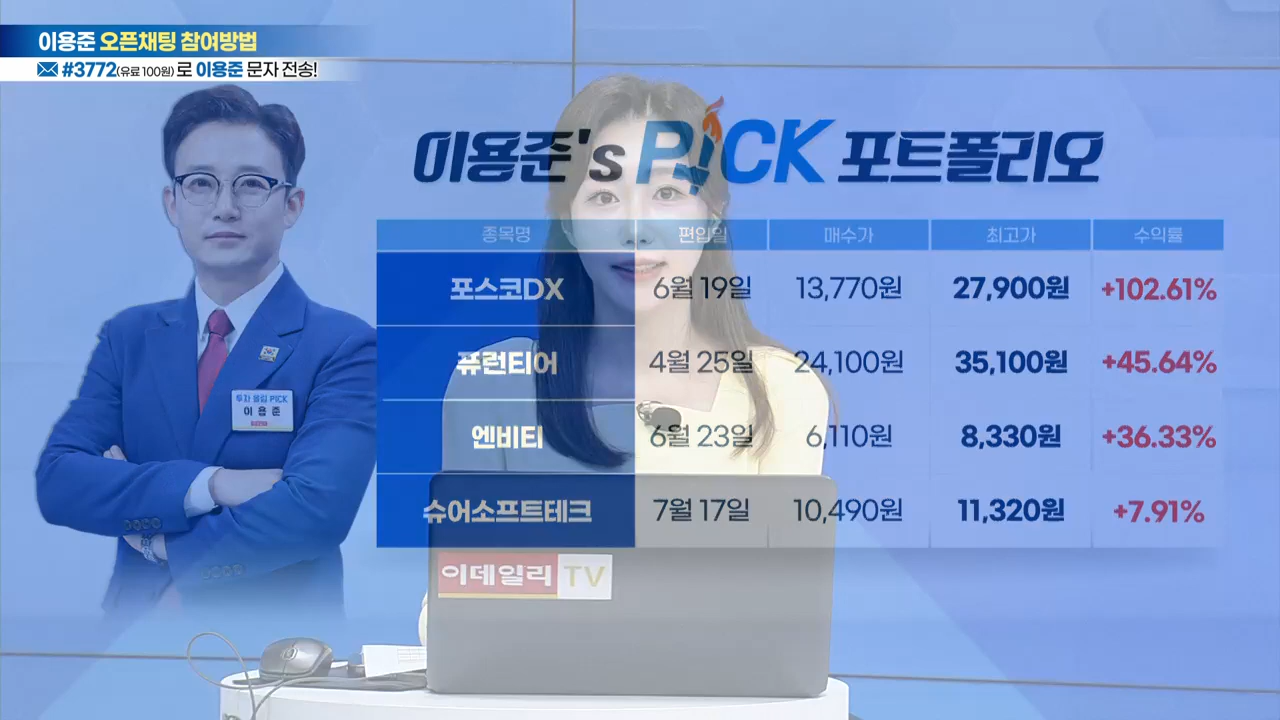 이용준 오픈채팅 참여방법
#3772(유료 100원)로 이용준 문자 전송!
이용준's PICK 포트폴리오
종목명 편입일 매수가 최고가 수익률
포스코DX 6월 19일 13,770원 27,900원 +102.61%
퓨런티어 4월 25일 24,100원 35,100원 +45.64%
엔비티 6월 23일 6,110원 8,330원 +36.33%
슈어소프트테크 7월 17일 10,490원 11,320원 +7.91%
투자 올킬 PICK
이용준
이데일리 TV